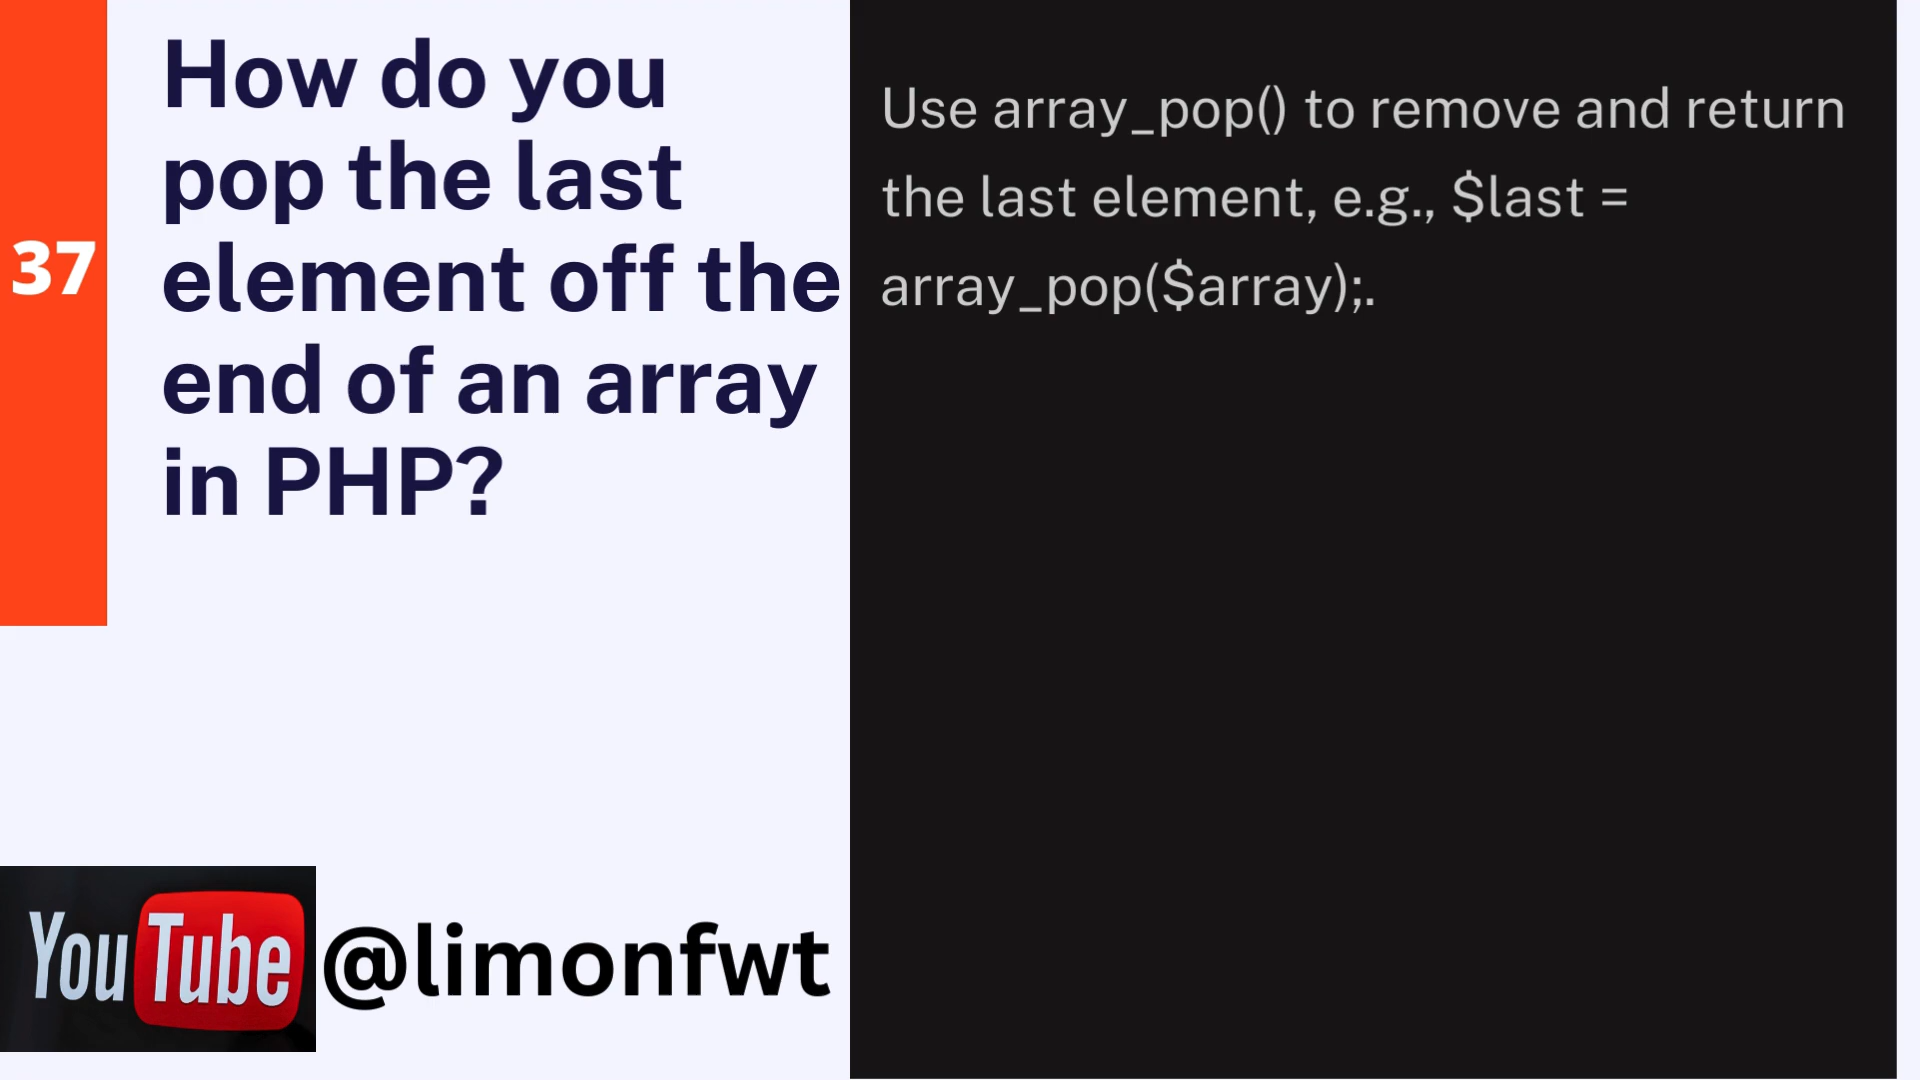 37
How do you
pop the last
element off the
end of an array
in PHP?
Use array_pop() to remove and return
the last element, e.g., $last =
array_pop($array);.
YouTube
@limonfwt